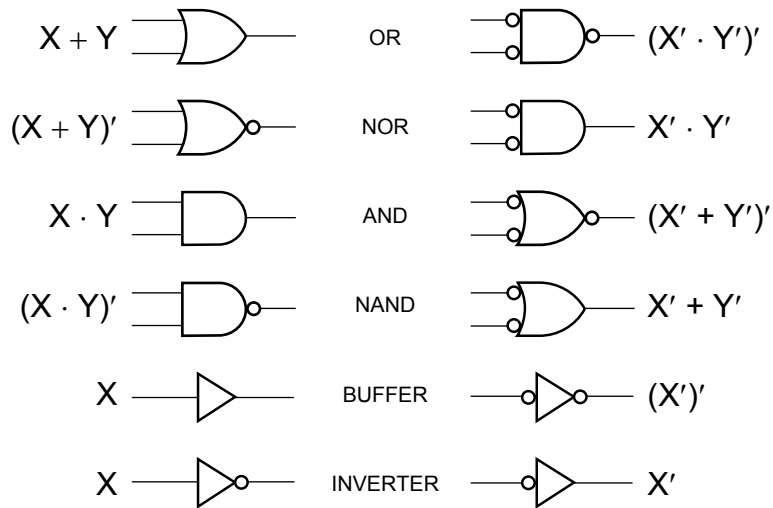 X + Y OR (X′ · Y′)′
(X + Y)′ NOR X′ · Y′
X · Y AND (X′ + Y′)′
(X · Y)′ NAND X′ + Y′
X BUFFER (X′)′
X INVERTER X′